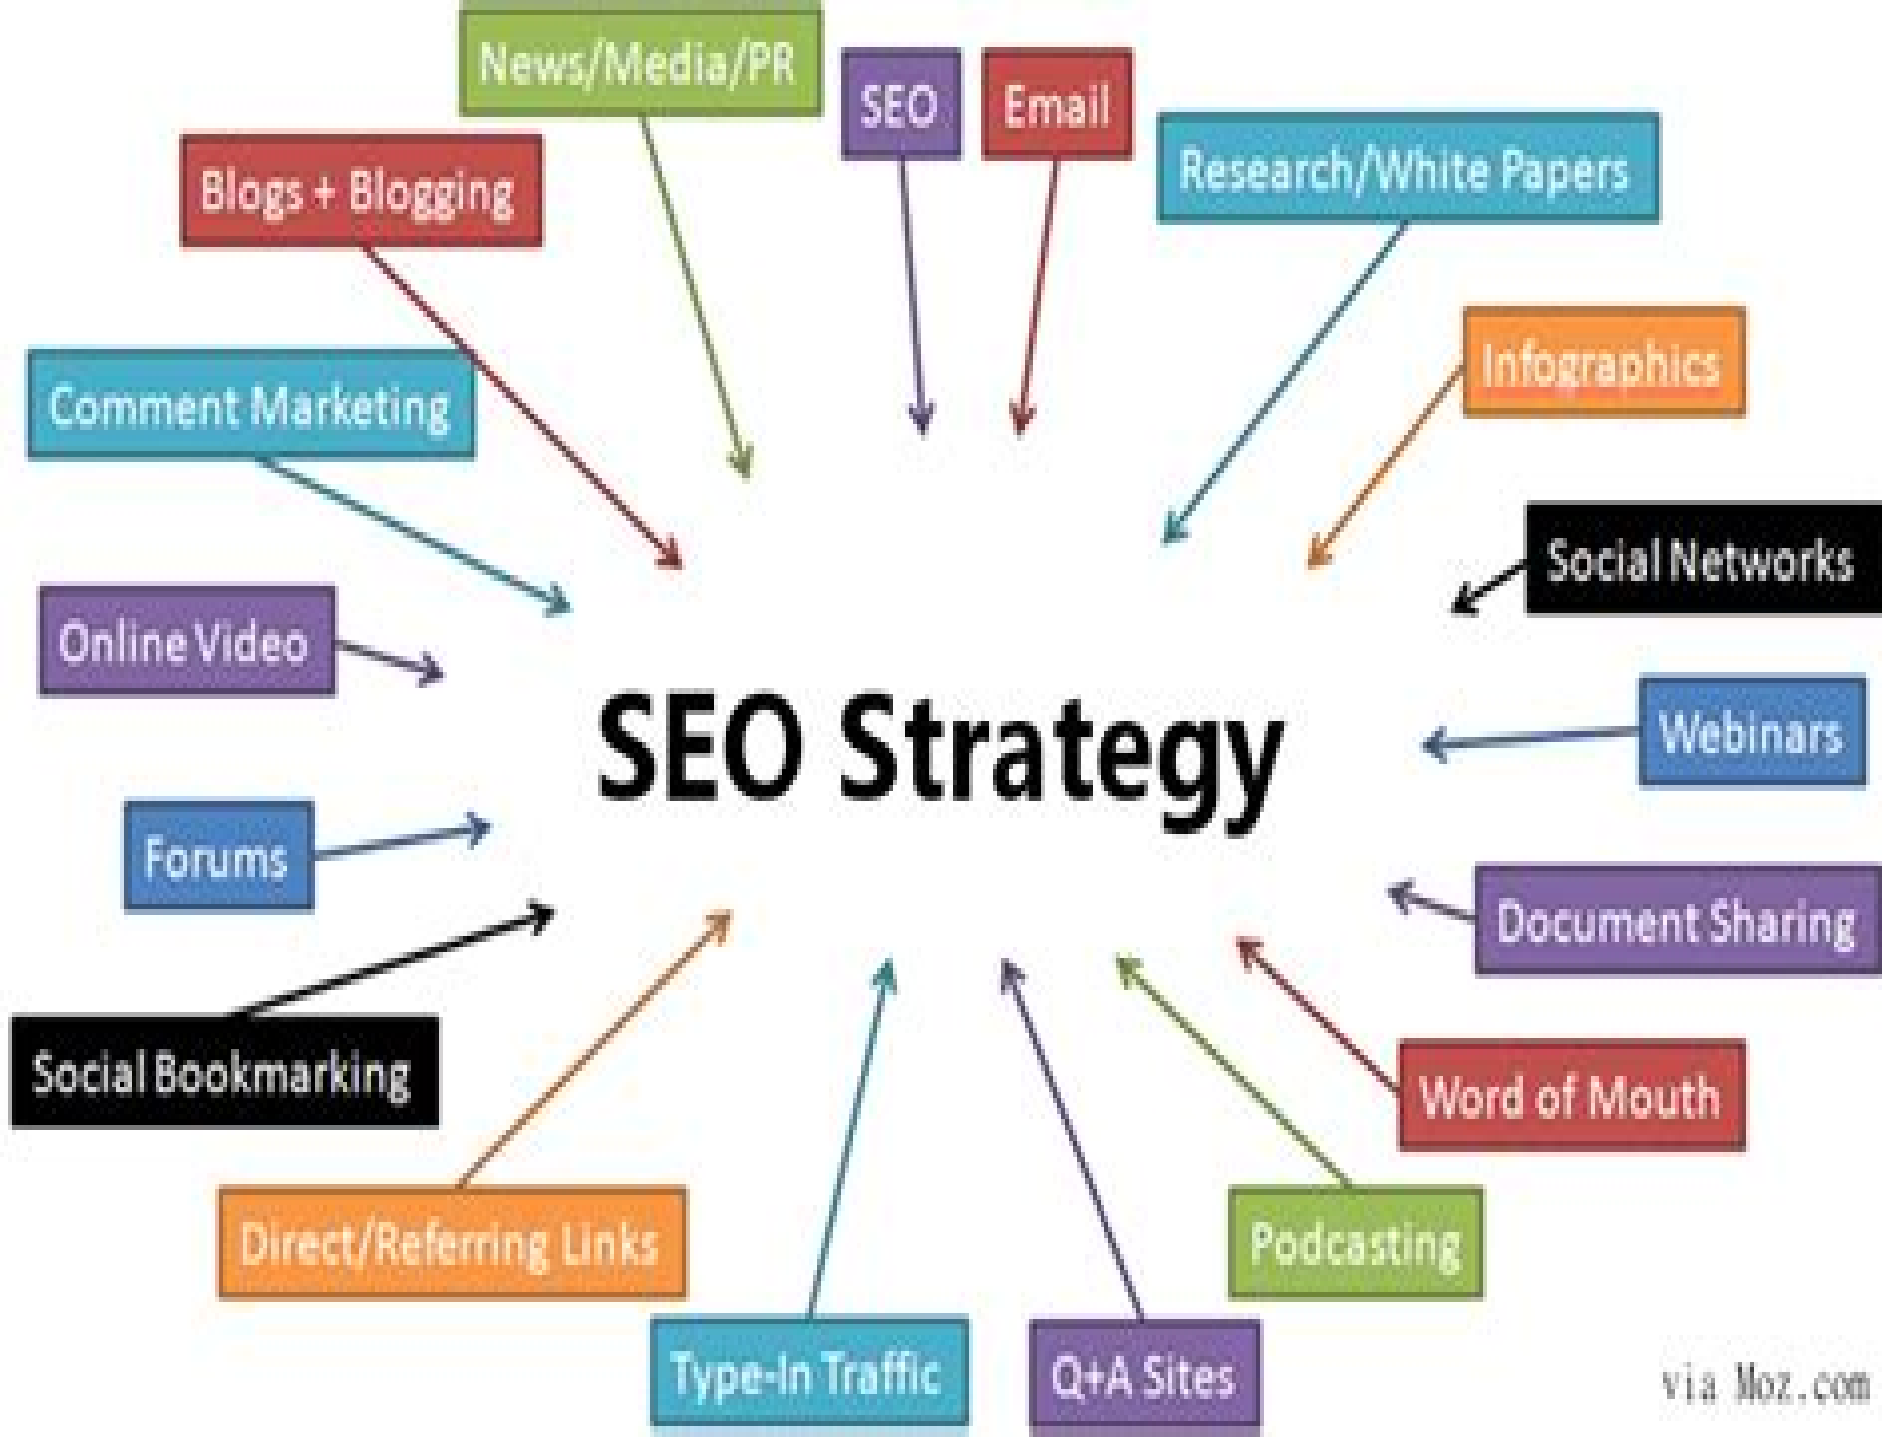 News/Media/PR
SEO
Email
Research/White Papers
Blogs + Blogging
Infographics
Comment Marketing
Social Networks
Online Video
SEO Strategy
Webinars
Forums
Document Sharing
Social Bookmarking
Word of Mouth
Direct/Referring Links
Podcasting
Type-In Traffic
Q+A Sites
via Moz.com